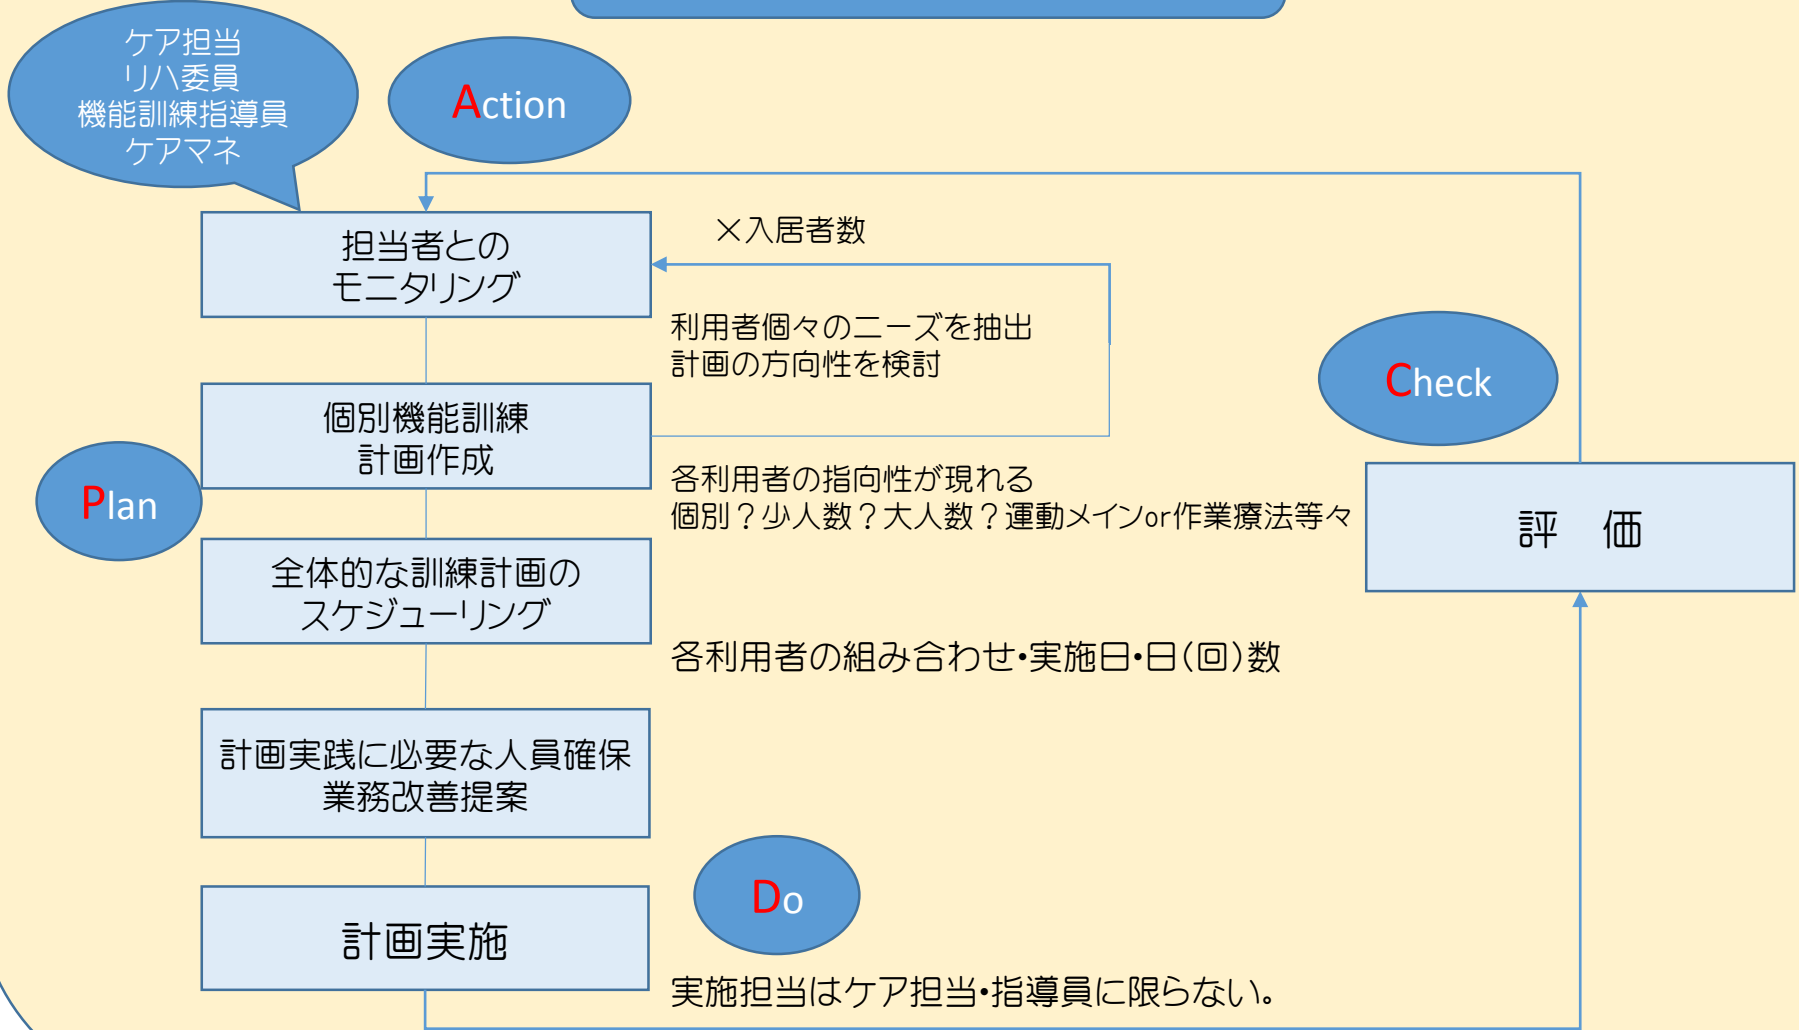 ケア担当
リハ委員
機能訓練指導員
ケアマネ
Action
担当者との
モニタリング
×入居者数
利用者個々のニーズを抽出
計画の方向性を検討
Check
個別機能訓練
計画作成
Plan
各利用者の指向性が現れる
個別？少人数？大人数？運動メインor作業療法等々
評　価
全体的な訓練計画の
スケジューリング
各利用者の組み合わせ・実施日・日(回)数
計画実践に必要な人員確保
業務改善提案
Do
計画実施
実施担当はケア担当・指導員に限らない。